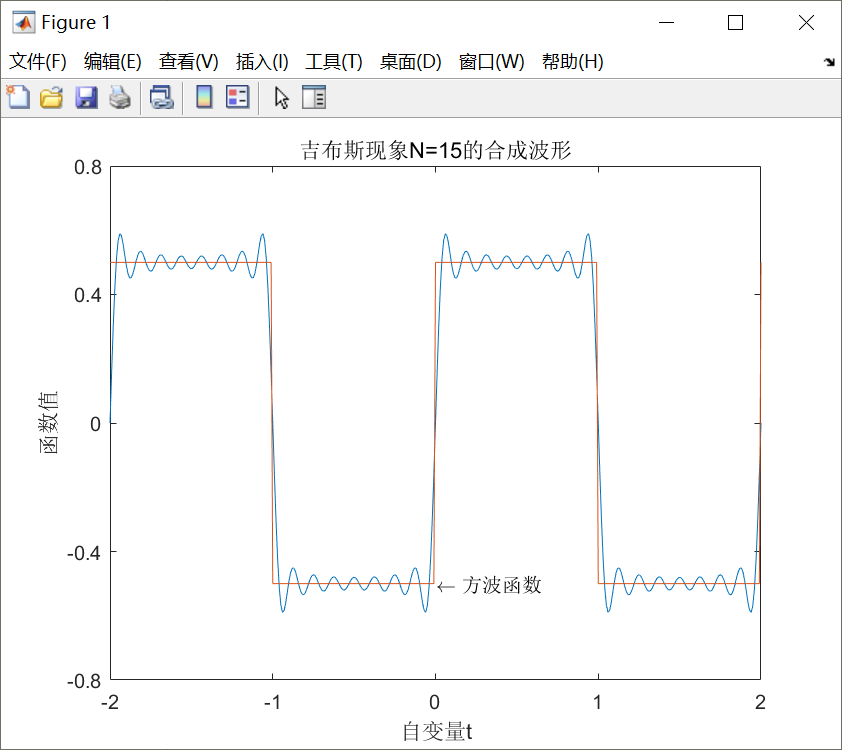 Figure 1
文件(F) 编辑(E) 查看(V) 插入(I) 工具(T) 桌面(D) 窗口(W) 帮助(H)
吉布斯现象N=15的合成波形
0.8
0.4
函数值
0
-0.4
← 方波函数
-0.8
-2 -1 0 1 2
自变量t